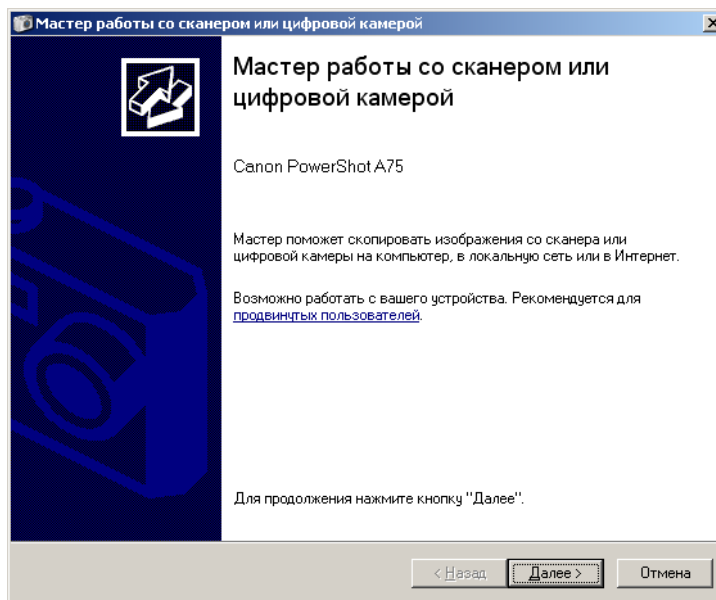 Мастер работы со сканером или цифровой камерой
Мастер работы со сканером или
цифровой камерой
Canon PowerShot A75
Мастер поможет скопировать изображения со сканера или
цифровой камеры на компьютер, в локальную сеть или в Интернет.
Возможно работать с вашего устройства. Рекомендуется для
продвинутых пользователей.
Для продолжения нажмите кнопку "Далее".
< Назад Далее > Отмена